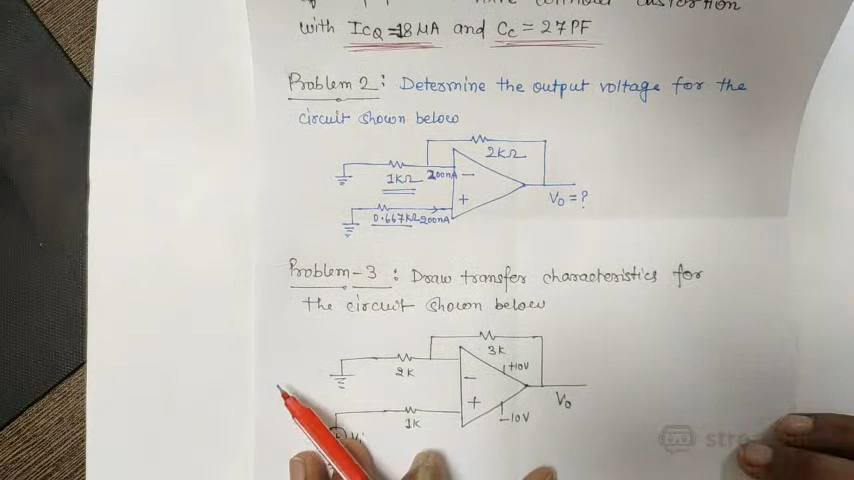 with ICQ=18 μA and Cc = 27PF
Problem 2: Determine the output voltage for the
circuit shown below
2KΩ
1KΩ
200nA
−
+
0.667KΩ
200nA
Vo = ?
Problem-3 : Draw transfer characteristics for
the circuit shown below
3K
2K
+10V
−
+
−10V
1K
Vo
Vi